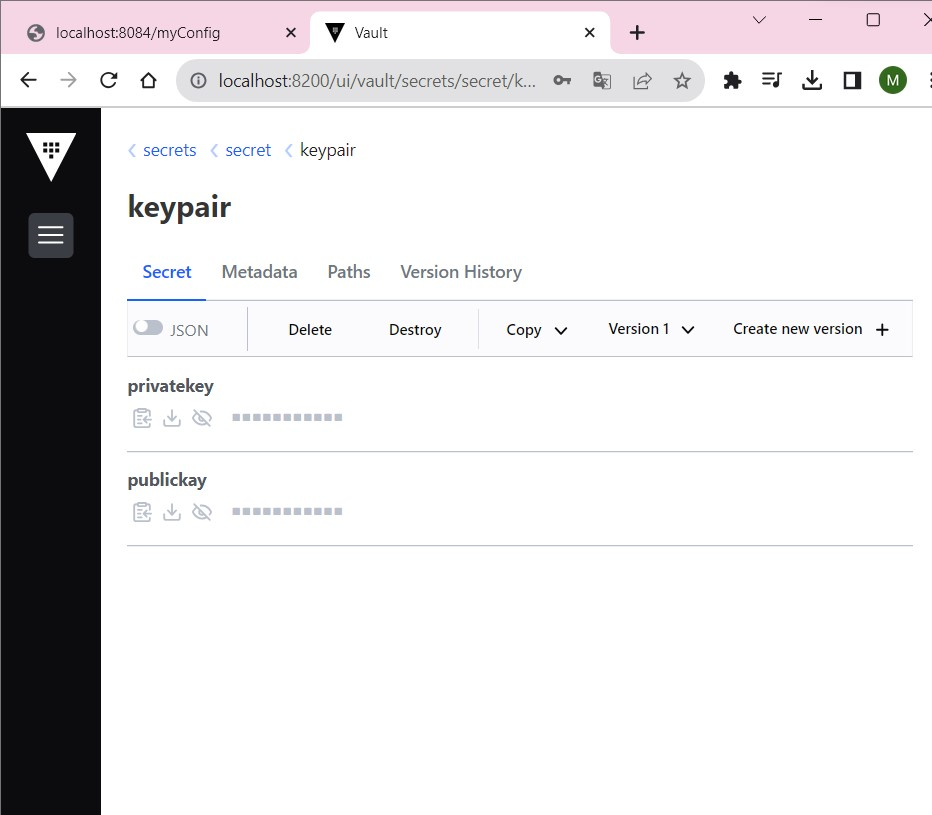 localhost:8084/myConfig
Vault
localhost:8200/ui/vault/secrets/secret/k...
M
secrets secret keypair
keypair
Secret Metadata Paths Version History
JSON Delete Destroy Copy Version 1 Create new version +
privatekey
publickay